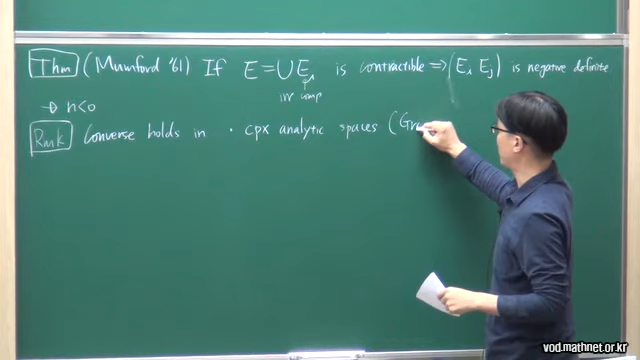 Thm (Mumford '61) If E = ∪ E_i is contractible ⇒ (E_i E_j) is negative definite
irr comp
→ n<0
Rmk Converse holds in · cpx analytic spaces (Gr
vod.mathnet.or.kr